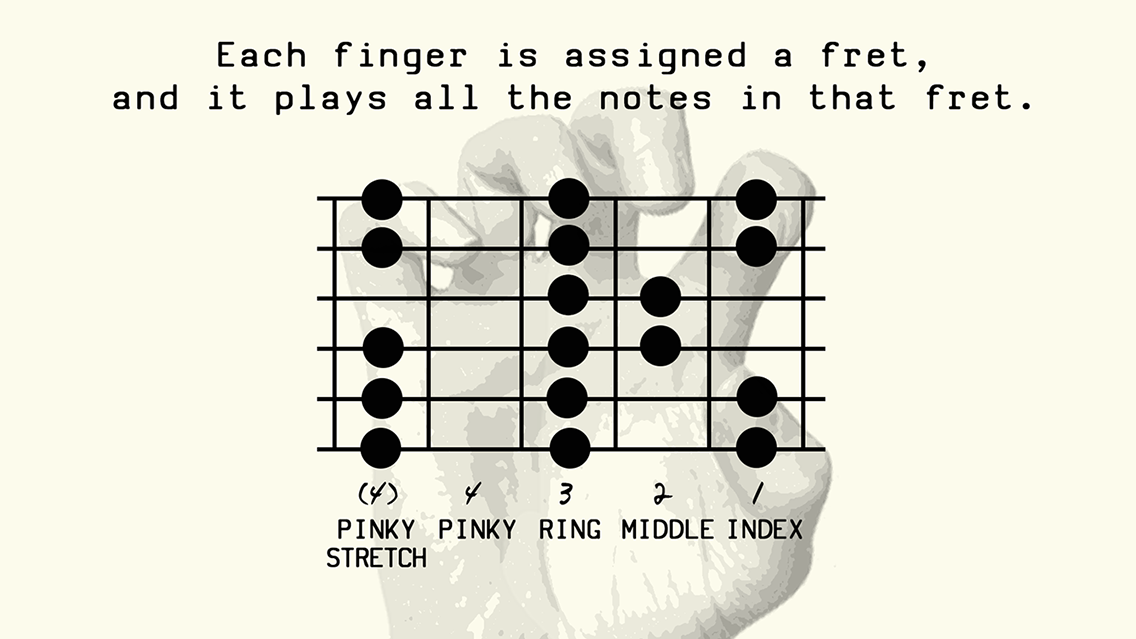 Each finger is assigned a fret,
and it plays all the notes in that fret.
(4) 4 3 2 1
PINKY PINKY RING MIDDLE INDEX
STRETCH